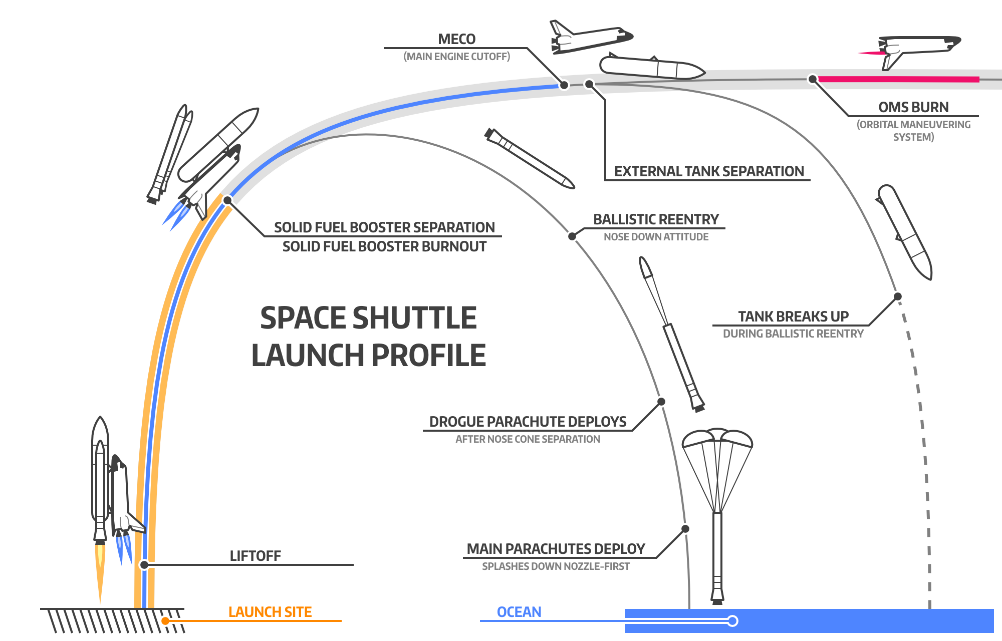 MECO
(MAIN ENGINE CUTOFF)
OMS BURN
(ORBITAL MANEUVERING
SYSTEM)
EXTERNAL TANK SEPARATION
SOLID FUEL BOOSTER SEPARATION
SOLID FUEL BOOSTER BURNOUT
BALLISTIC REENTRY
NOSE DOWN ATTITUDE
SPACE SHUTTLE
LAUNCH PROFILE
TANK BREAKS UP
DURING BALLISTIC REENTRY
DROGUE PARACHUTE DEPLOYS
AFTER NOSE CONE SEPARATION
MAIN PARACHUTES DEPLOY
SPLASHES DOWN NOZZLE-FIRST
LIFTOFF
LAUNCH SITE
OCEAN